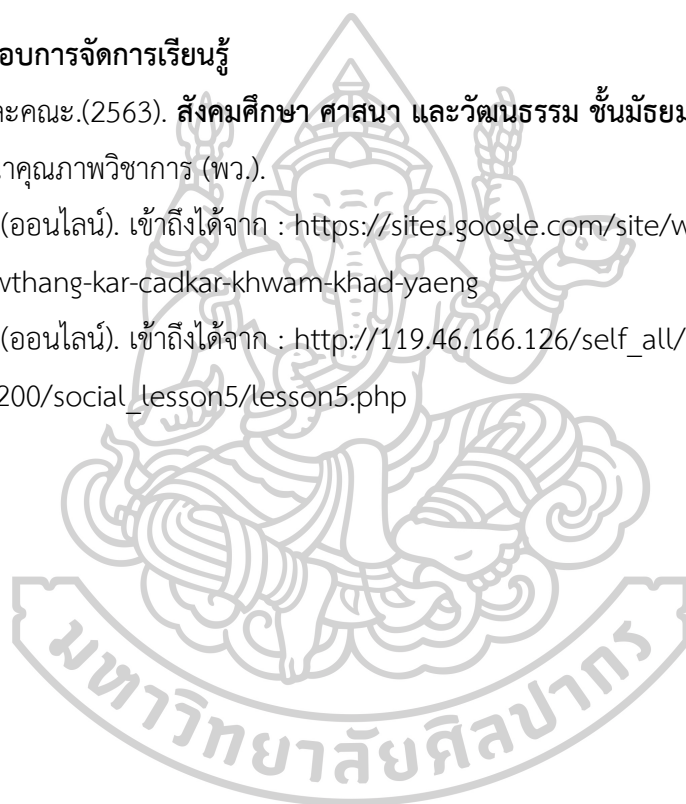 อบการจัดการเรียนรู้
ละคณะ.(2563). สังคมศึกษา ศาสนา และวัฒนธรรม ชั้นมัธยม
าคุณภาพวิชาการ (พว.).
(ออนไลน์). เข้าถึงได้จาก : https://sites.google.com/site/w
wthang-kar-cadkar-khwam-khad-yaeng
(ออนไลน์). เข้าถึงได้จาก : http://119.46.166.126/self_all/
200/social_lesson5/lesson5.php
มหาวิทยาลัยศิลปากร